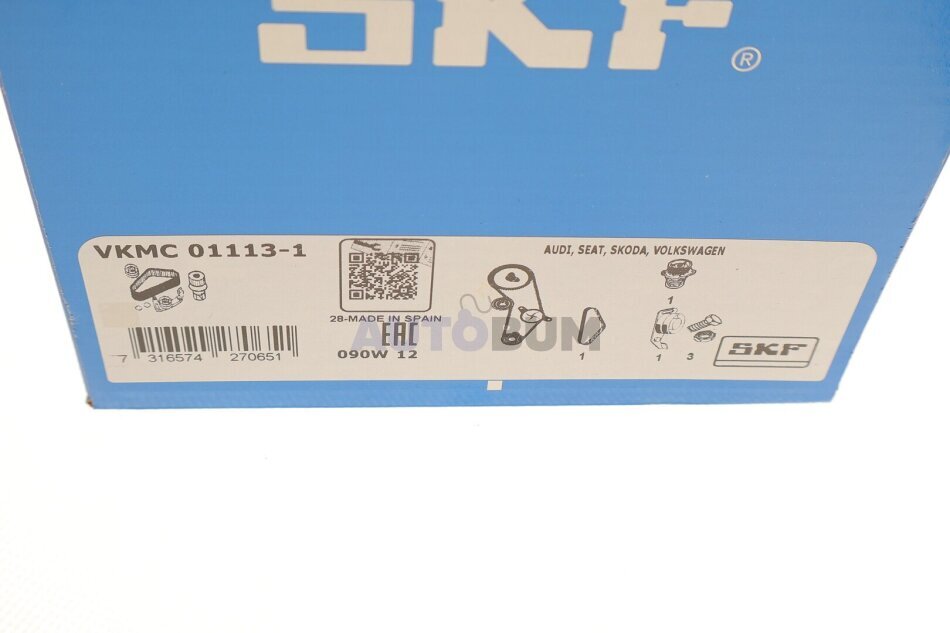 SKF®
VKMC 01113-1
AUDI, SEAT, SKODA, VOLKSWAGEN
1
28-MADE IN SPAIN
EAC
AUTOBUM
090W 12
7 316574 270651
1
1 3
SKF